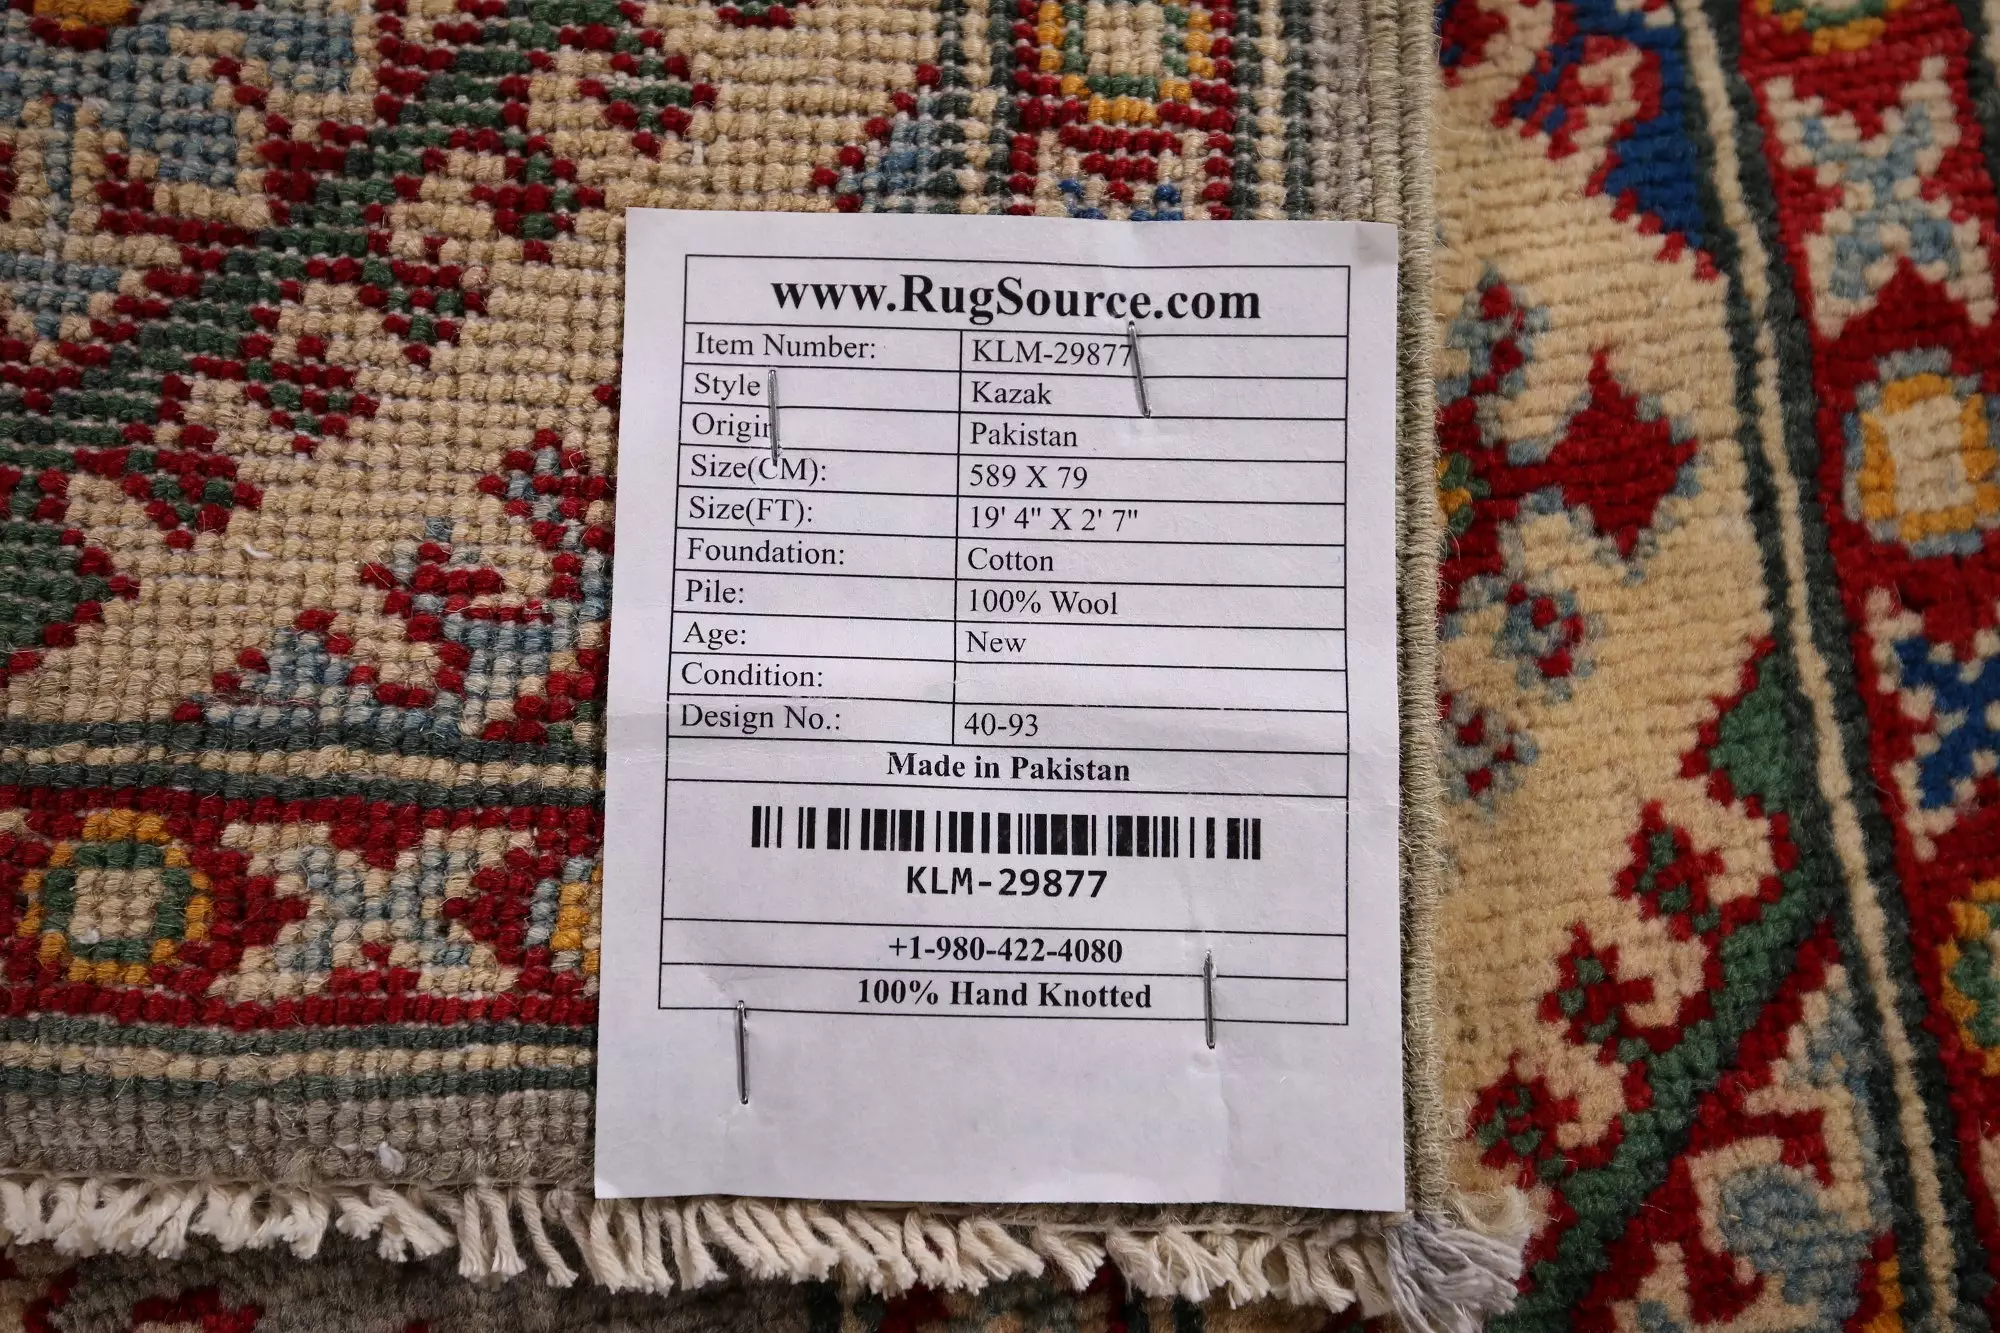 www.RugSource.com
Item Number: KLM-29877
Style Kazak
Origin Pakistan
Size(CM): 589 X 79
Size(FT): 19' 4" X 2' 7"
Foundation: Cotton
Pile: 100% Wool
Age: New
Condition:
Design No.: 40-93
Made in Pakistan
KLM-29877
+1-980-422-4080
100% Hand Knotted